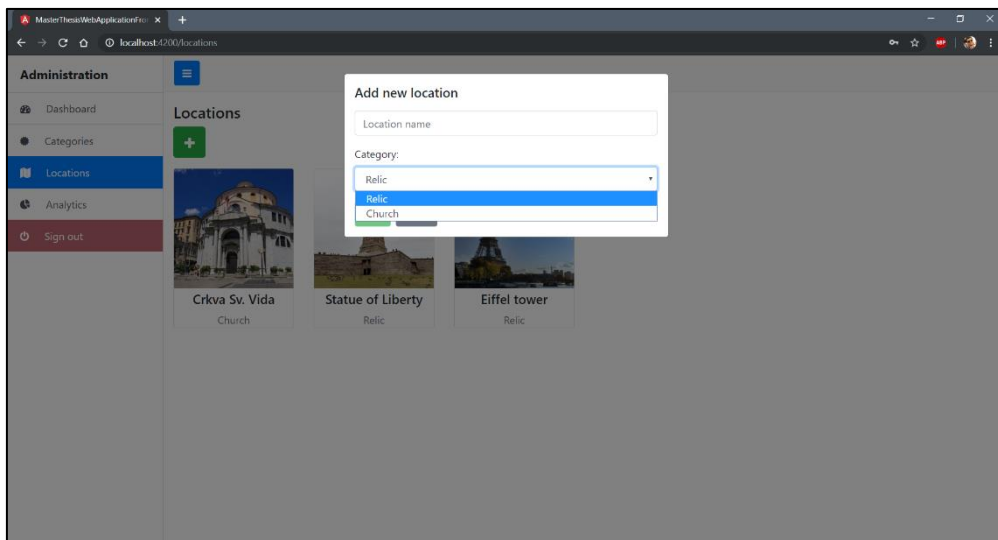 MasterThesisWebApplicationFro
localhost:4200/locations
ABP
Administration
Dashboard
Categories
Locations
Analytics
Sign out
Locations
Add new location
Location name
Category:
Relic
Relic
Church
Crkva Sv. Vida
Church
Statue of Liberty
Relic
Eiffel tower
Relic